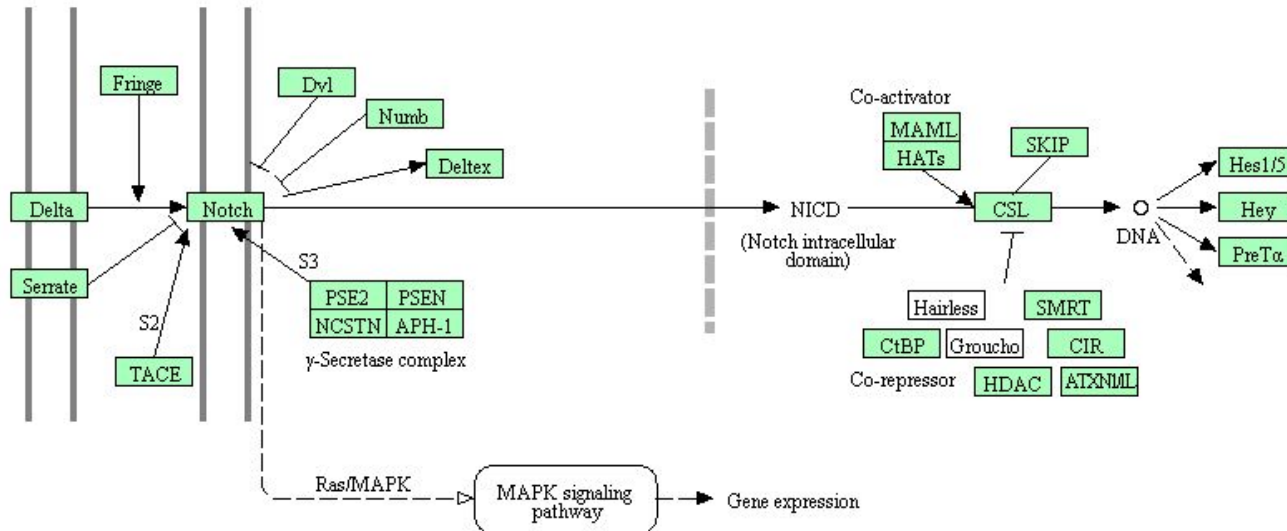 Fringe
Dvl
Numb
Deltex
Delta
Notch
Serrate
S2
TACE
S3
PSE2 PSEN
NCSTN APH-1
γ-Secretase complex
NICD
(Notch intracellular
domain)
Co-activator
MAML
HATs
SKIP
CSL
DNA
Hes1/5
Hey
PreTα
Hairless
SMRT
CtBP
Groucho
CIR
Co-repressor
HDAC
Ras/MAPK
MAPK signaling
pathway
Gene expression